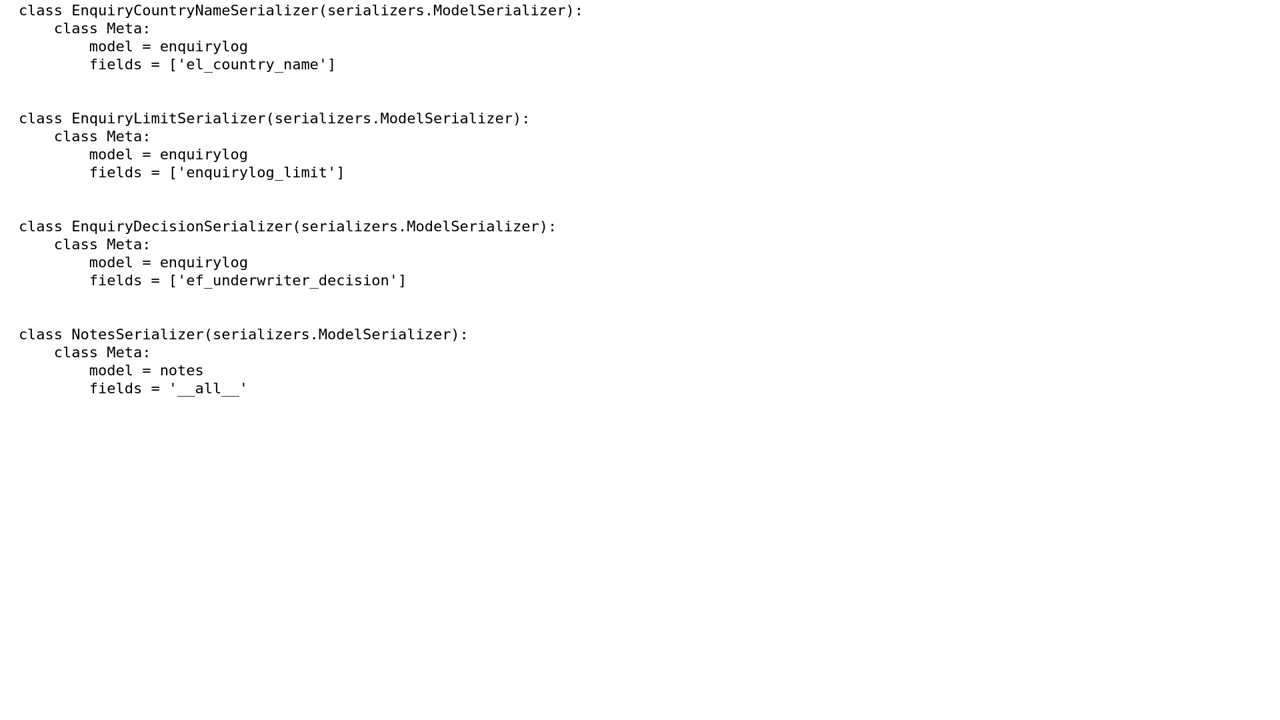 class EnquiryCountryNameSerializer(serializers.ModelSerializer):
    class Meta:
        model = enquirylog
        fields = ['el_country_name']


class EnquiryLimitSerializer(serializers.ModelSerializer):
    class Meta:
        model = enquirylog
        fields = ['enquirylog_limit']


class EnquiryDecisionSerializer(serializers.ModelSerializer):
    class Meta:
        model = enquirylog
        fields = ['ef_underwriter_decision']


class NotesSerializer(serializers.ModelSerializer):
    class Meta:
        model = notes
        fields = '__all__'